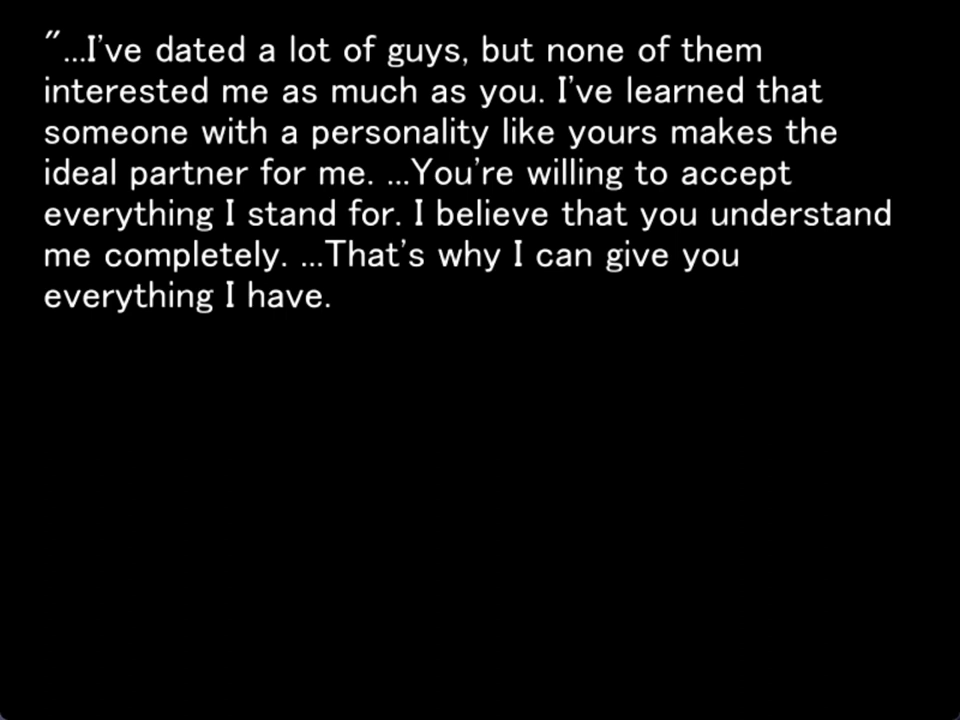 "...I've dated a lot of guys, but none of them
interested me as much as you. I've learned that
someone with a personality like yours makes the
ideal partner for me. ...You're willing to accept
everything I stand for. I believe that you understand
me completely. ...That's why I can give you
everything I have.